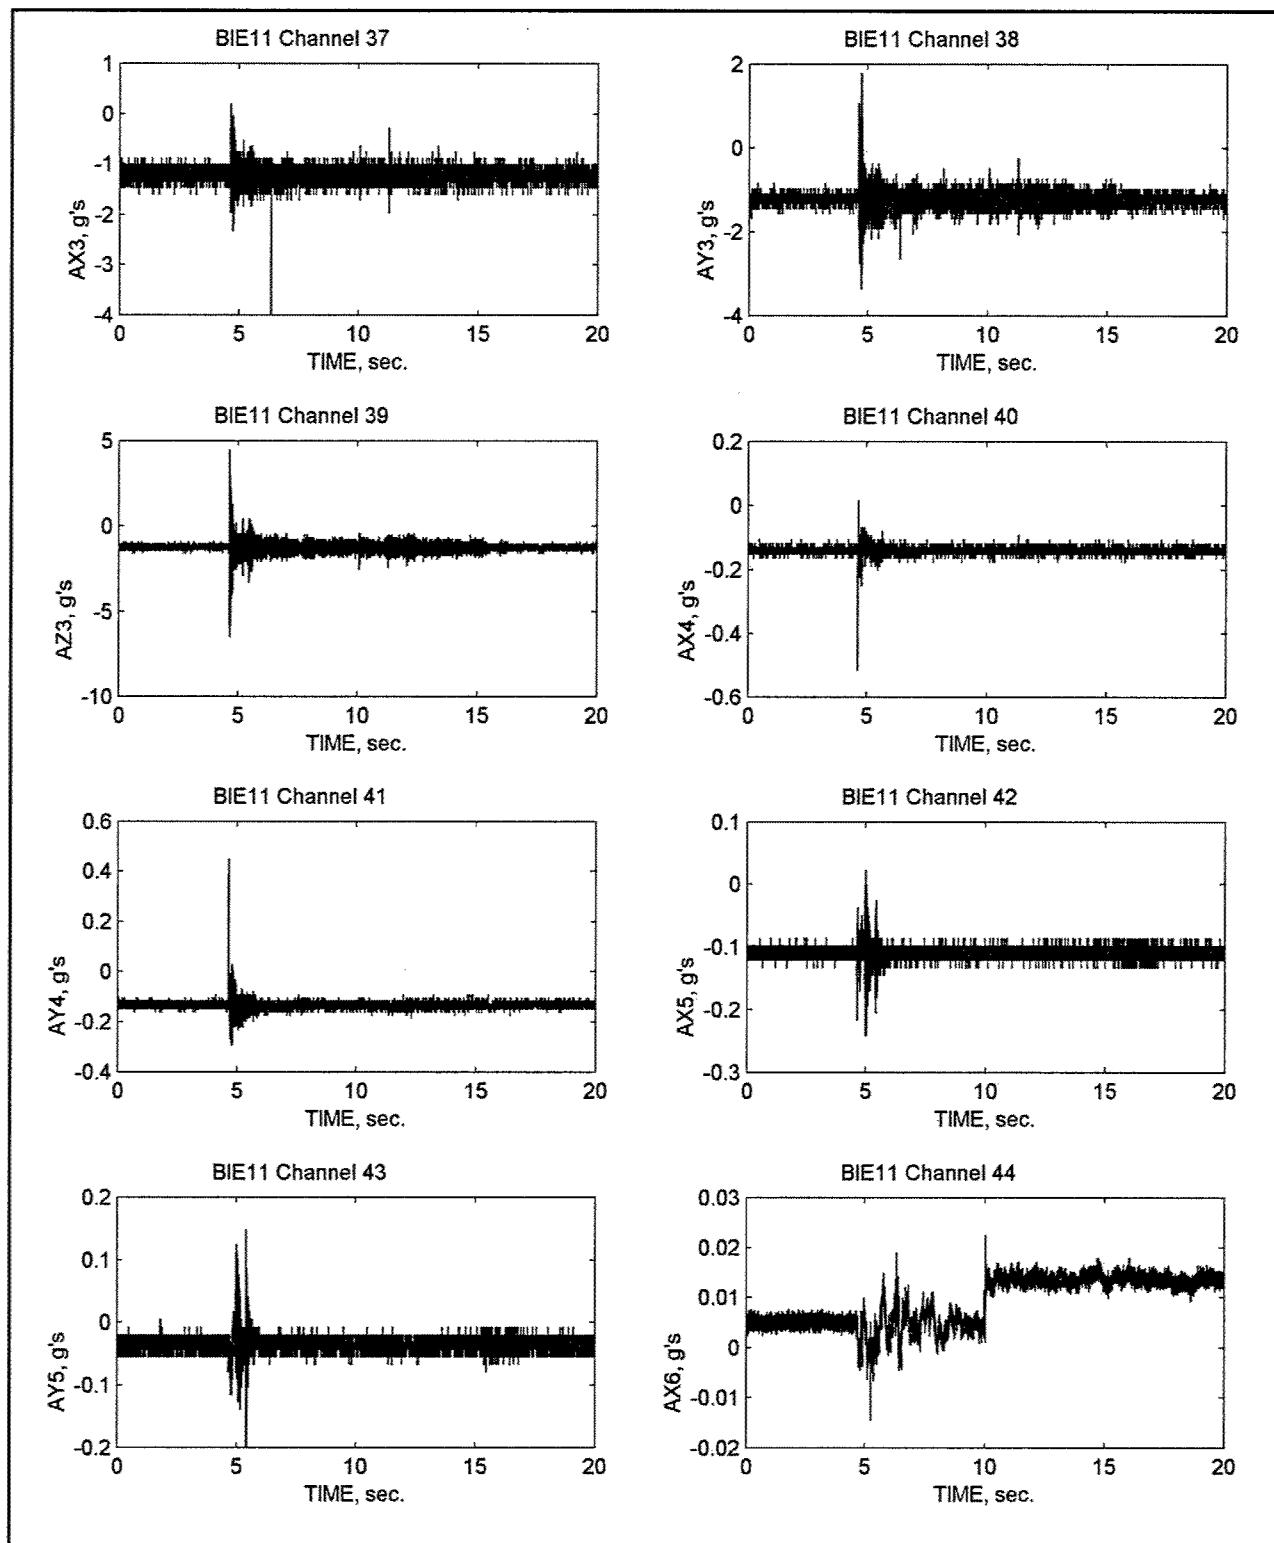 BIE11 Channel 37
1
0
-1
-2
-3
-4
AX3, g's
0 5 10 15 20
TIME, sec.
BIE11 Channel 38
2
0
-2
-4
AY3, g's
0 5 10 15 20
TIME, sec.
BIE11 Channel 39
5
0
-5
-10
AZ3, g's
0 5 10 15 20
TIME, sec.
BIE11 Channel 40
0.2
0
-0.2
-0.4
-0.6
AX4, g's
0 5 10 15 20
TIME, sec.
BIE11 Channel 41
0.6
0.4
0.2
0
-0.2
-0.4
AY4, g's
0 5 10 15 20
TIME, sec.
BIE11 Channel 42
0.1
0
-0.1
-0.2
-0.3
AX5, g's
0 5 10 15 20
TIME, sec.
BIE11 Channel 43
0.2
0.1
0
-0.1
-0.2
AY5, g's
0 5 10 15 20
TIME, sec.
BIE11 Channel 44
0.03
0.02
0.01
0
-0.01
-0.02
AX6, g's
0 5 10 15 20
TIME, sec.